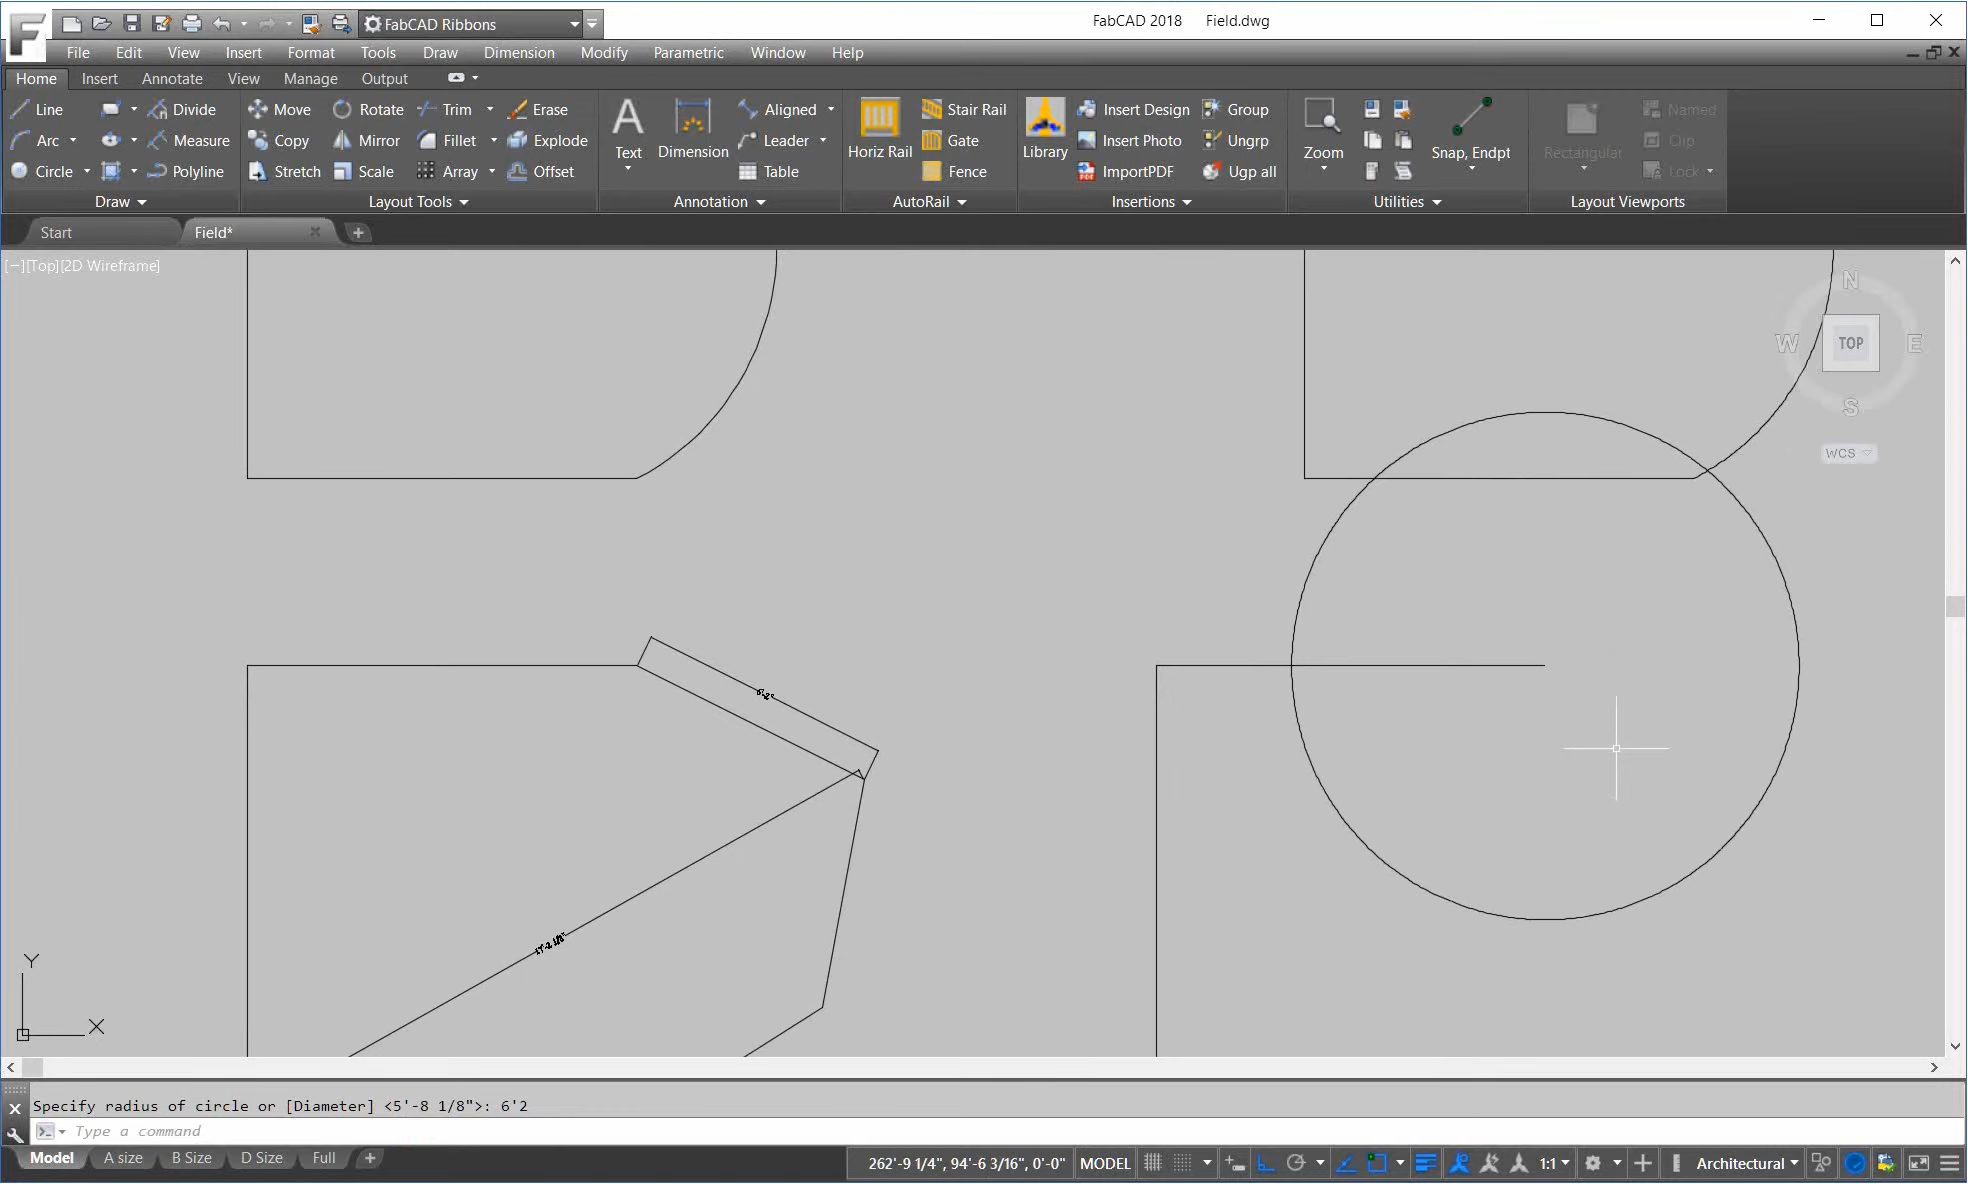 F
FabCAD Ribbons
FabCAD 2018 Field.dwg
File Edit View Insert Format Tools Draw Dimension Modify Parametric Window Help
Home Insert Annotate View Manage Output
Line Divide Move Rotate Trim Erase Aligned Stair Rail Insert Design Group Named
Arc Measure Copy Mirror Fillet Explode Text Dimension Leader Horiz Rail Gate Library Insert Photo Ungrp Zoom Snap, Endpt Rectangular Clip
Circle Polyline Stretch Scale Array Offset Table Fence ImportPDF Ugp all Lock
Draw Layout Tools Annotation AutoRail Insertions Utilities Layout Viewports
Start Field* +
[−][Top][2D Wireframe]
N
W TOP E
S
WCS
6'-2"
Y
X
Specify radius of circle or [Diameter] <5'-8 1/8">: 6'2
Type a command
Model A size B Size D Size Full +
262'-9 1/4", 94'-6 3/16", 0'-0" MODEL 1:1 Architectural